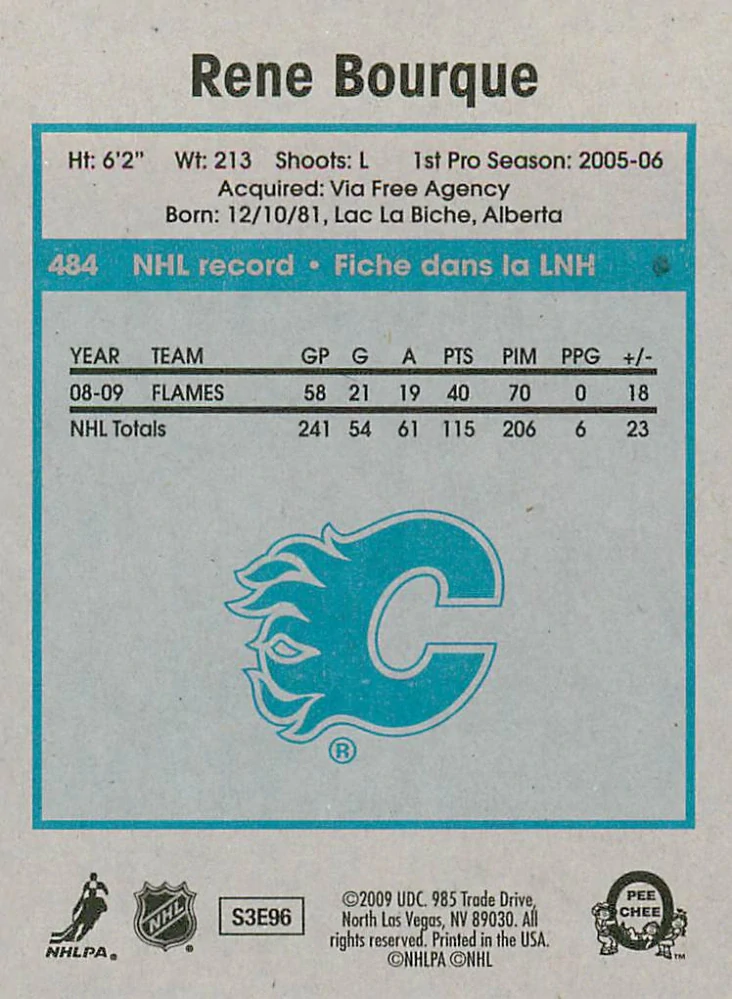 Rene Bourque
Ht: 6'2" Wt: 213 Shoots: L 1st Pro Season: 2005-06
Acquired: Via Free Agency
Born: 12/10/81, Lac La Biche, Alberta
484 NHL record • Fiche dans la LNH
YEAR TEAM GP G A PTS PIM PPG +/-
08-09 FLAMES 58 21 19 40 70 0 18
NHL Totals 241 54 61 115 206 6 23
C
®
NHLPA®
NHL ®
S3E96
©2009 UDC. 985 Trade Drive,
North Las Vegas, NV 89030. All
rights reserved. Printed in the USA.
©NHLPA ©NHL
O
PEE
CHEE
™